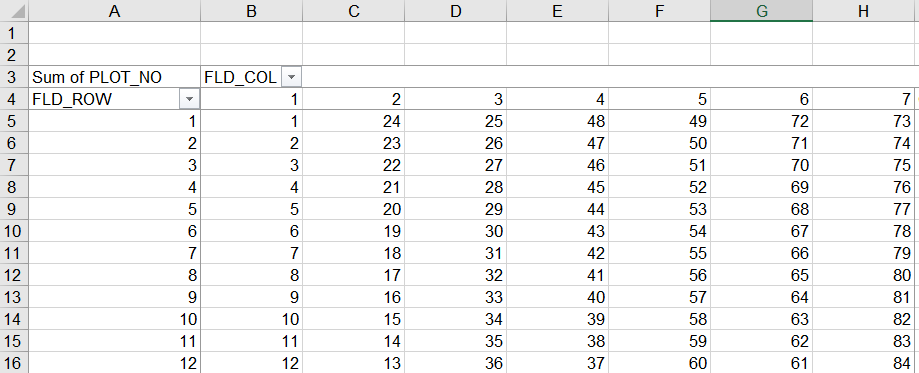 A B C D E F G H
1
2
3 Sum of PLOT_NO FLD_COL
4 FLD_ROW 1 2 3 4 5 6 7
5 1 1 24 25 48 49 72 73
6 2 2 23 26 47 50 71 74
7 3 3 22 27 46 51 70 75
8 4 4 21 28 45 52 69 76
9 5 5 20 29 44 53 68 77
10 6 6 19 30 43 54 67 78
11 7 7 18 31 42 55 66 79
12 8 8 17 32 41 56 65 80
13 9 9 16 33 40 57 64 81
14 10 10 15 34 39 58 63 82
15 11 11 14 35 38 59 62 83
16 12 12 13 36 37 60 61 84